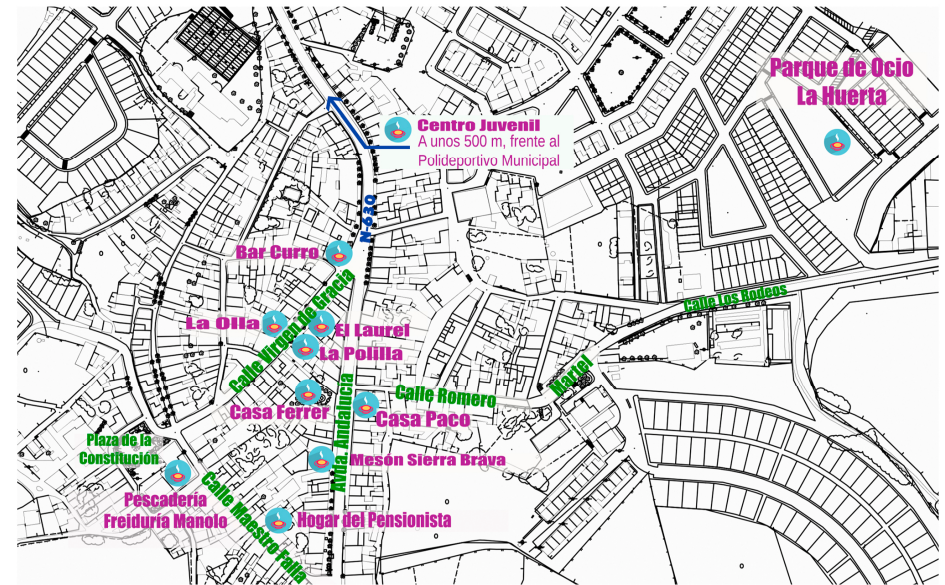 Parque de Ocio
La Huerta
Centro Juvenil
A unos 500 m, frente al
Polideportivo Municipal
N-630
Bar Curro
Calle Virgen de Gracia
Calle Los Rodeos
La Olla
El Laurel
La Polilla
Martel
Calle Romero
Casa Ferrer
Casa Paco
Avda. Andalucia
Plaza de la
Constitución
Mesón Sierra Brava
Pescadería
Freiduría Manolo
Calle Maestro Falla
Hogar del Pensionista